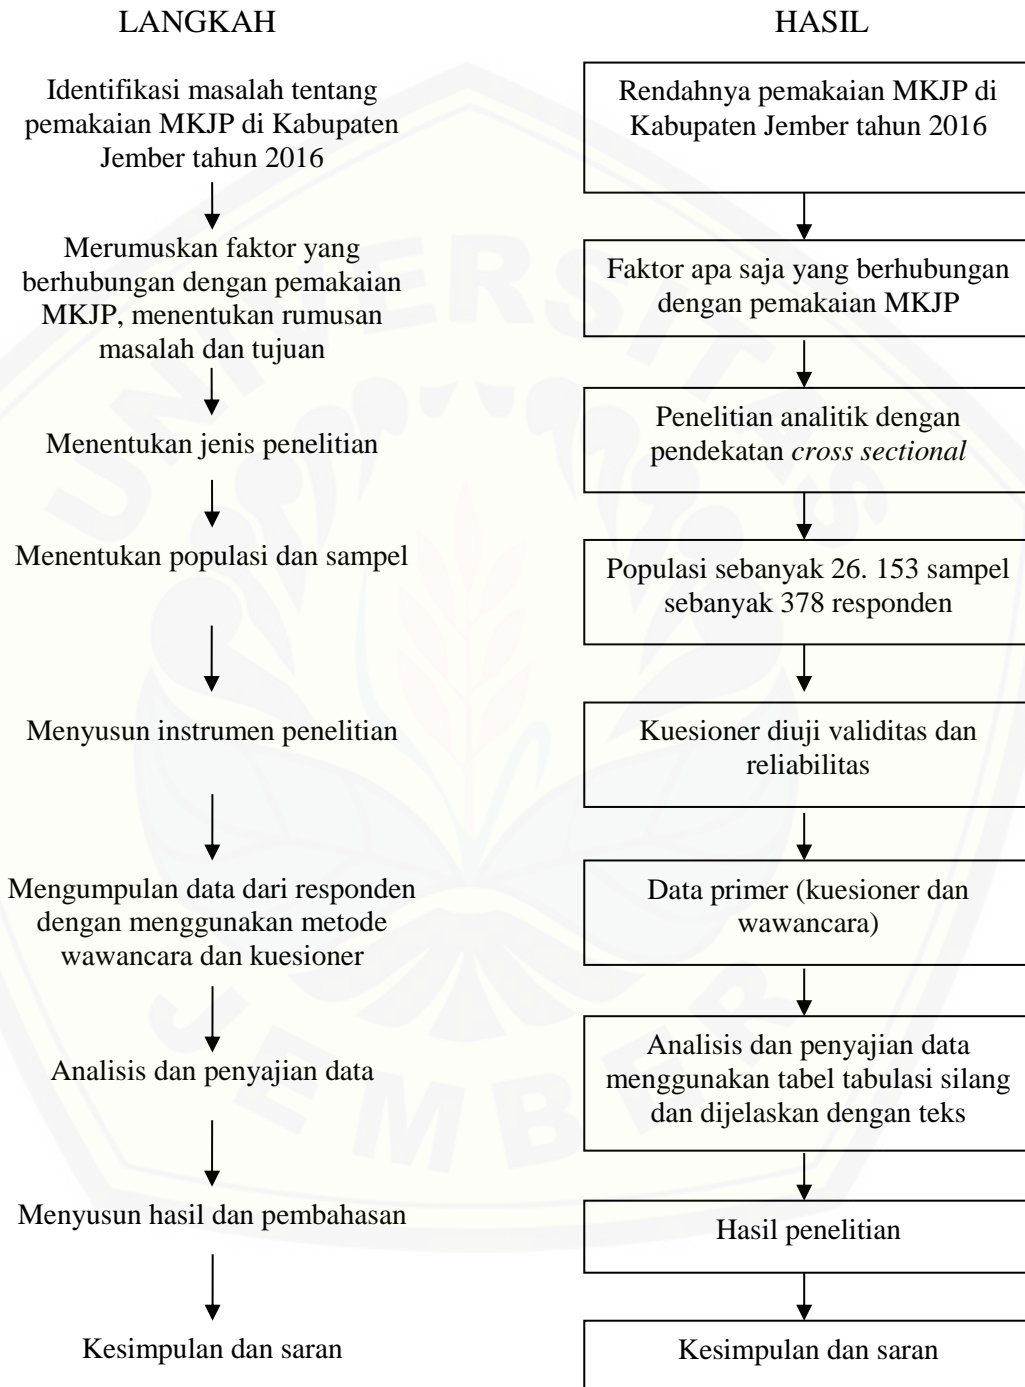 LANGKAH
HASIL
Identifikasi masalah tentang
pemakaian MKJP di Kabupaten
Jember tahun 2016
Rendahnya pemakaian MKJP di
Kabupaten Jember tahun 2016
Merumuskan faktor yang
berhubungan dengan pemakaian
MKJP, menentukan rumusan
masalah dan tujuan
Faktor apa saja yang berhubungan
dengan pemakaian MKJP
Menentukan jenis penelitian
Penelitian analitik dengan
pendekatan cross sectional
Menentukan populasi dan sampel
Populasi sebanyak 26. 153 sampel
sebanyak 378 responden
Menyusun instrumen penelitian
Kuesioner diuji validitas dan
reliabilitas
Mengumpulan data dari responden
dengan menggunakan metode
wawancara dan kuesioner
Data primer (kuesioner dan
wawancara)
Analisis dan penyajian data
Analisis dan penyajian data
menggunakan tabel tabulasi silang
dan dijelaskan dengan teks
Menyusun hasil dan pembahasan
Hasil penelitian
Kesimpulan dan saran
Kesimpulan dan saran
UNIVERSITAS
JEMBER